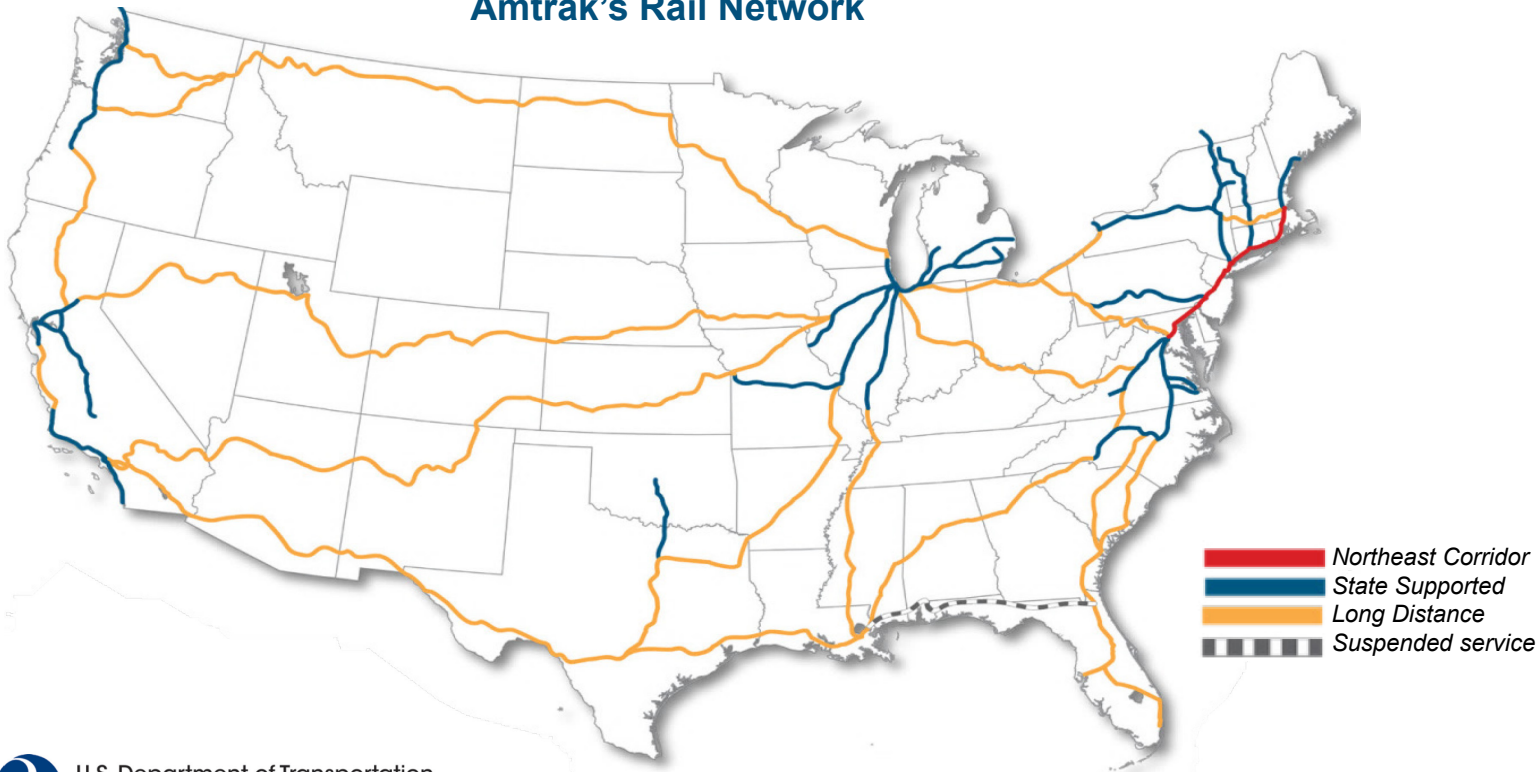 Amtrak’s Rail Network
Northeast Corridor
State Supported
Long Distance
Suspended service
U.S. Department of Transportation